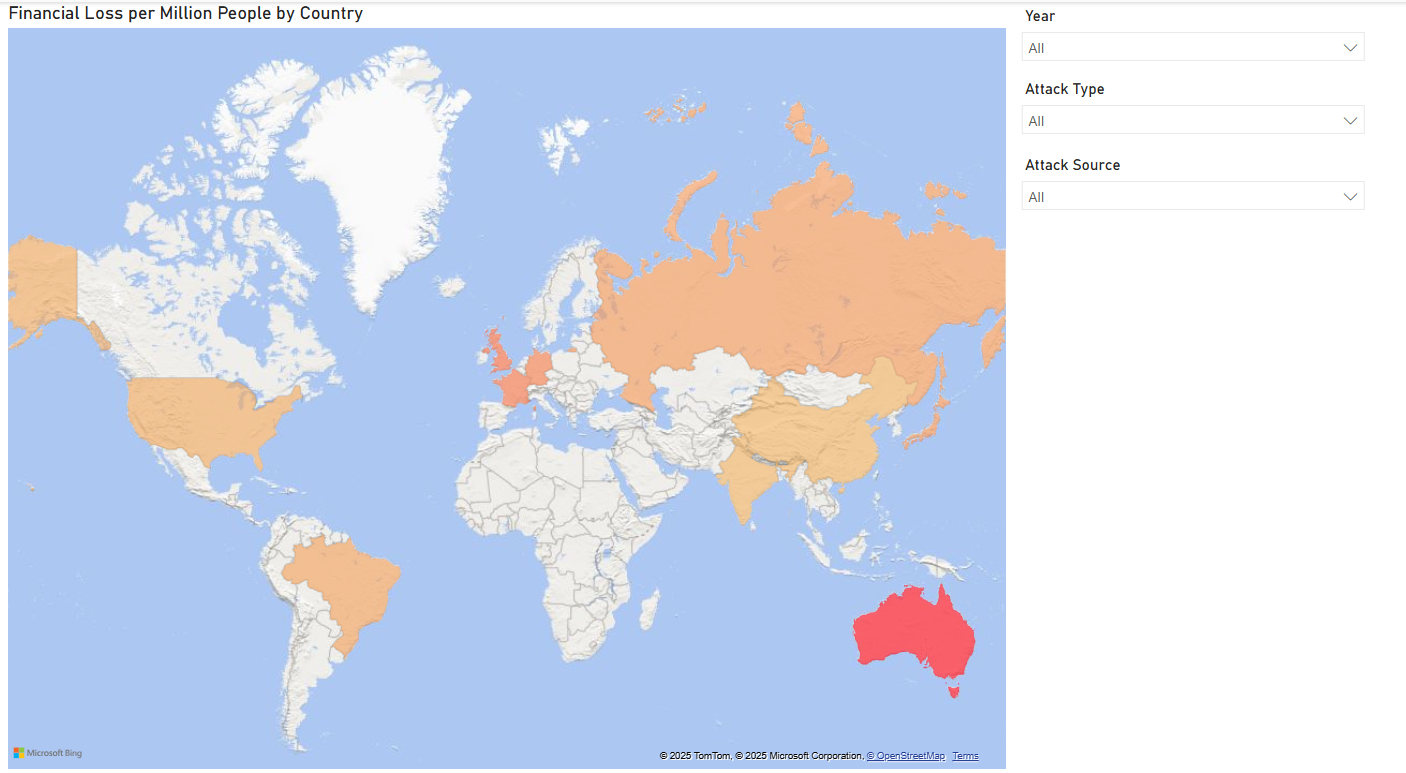 Financial Loss per Million People by Country
Year
All
Attack Type
All
Attack Source
All
Microsoft Bing
© 2025 TomTom, © 2025 Microsoft Corporation, © OpenStreetMap Terms